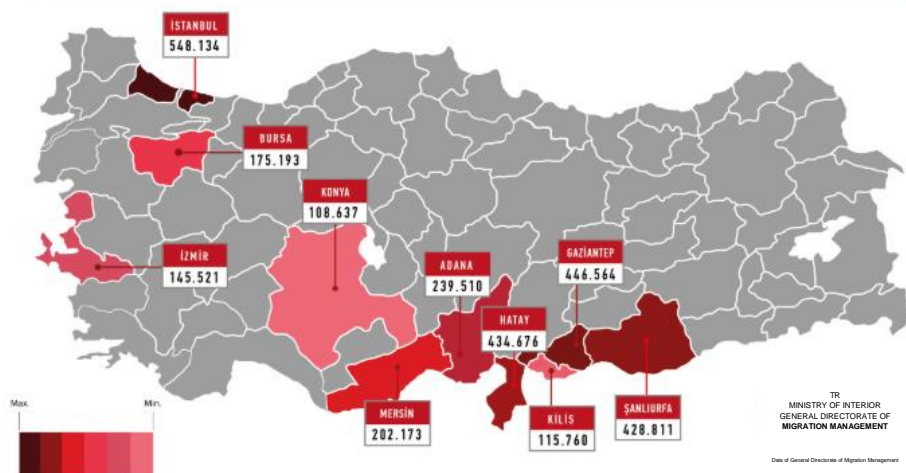 İSTANBUL
548.134
BURSA
175.193
KONYA
108.637
İZMİR
145.521
ADANA
239.510
GAZİANTEP
446.564
HATAY
434.676
MERSİN
202.173
KİLİS
115.760
ŞANLIURFA
428.811
Max.
Min.
TR
MINISTRY OF INTERIOR
GENERAL DIRECTORATE OF
MIGRATION MANAGEMENT
Data of General Directorate of Migration Management